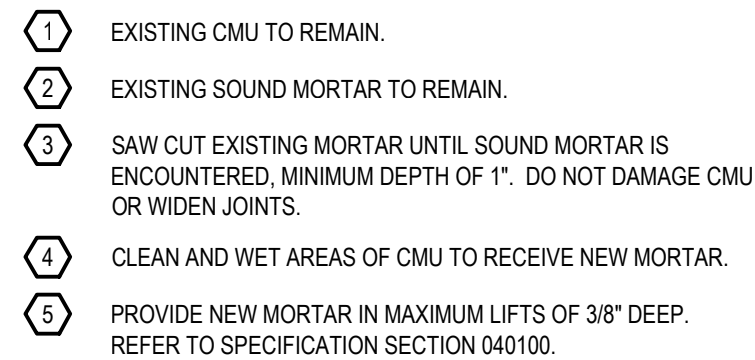 1 EXISTING CMU TO REMAIN.
2 EXISTING SOUND MORTAR TO REMAIN.
3 SAW CUT EXISTING MORTAR UNTIL SOUND MORTAR IS
ENCOUNTERED, MINIMUM DEPTH OF 1". DO NOT DAMAGE CMU
OR WIDEN JOINTS.
4 CLEAN AND WET AREAS OF CMU TO RECEIVE NEW MORTAR.
5 PROVIDE NEW MORTAR IN MAXIMUM LIFTS OF 3/8" DEEP.
REFER TO SPECIFICATION SECTION 040100.